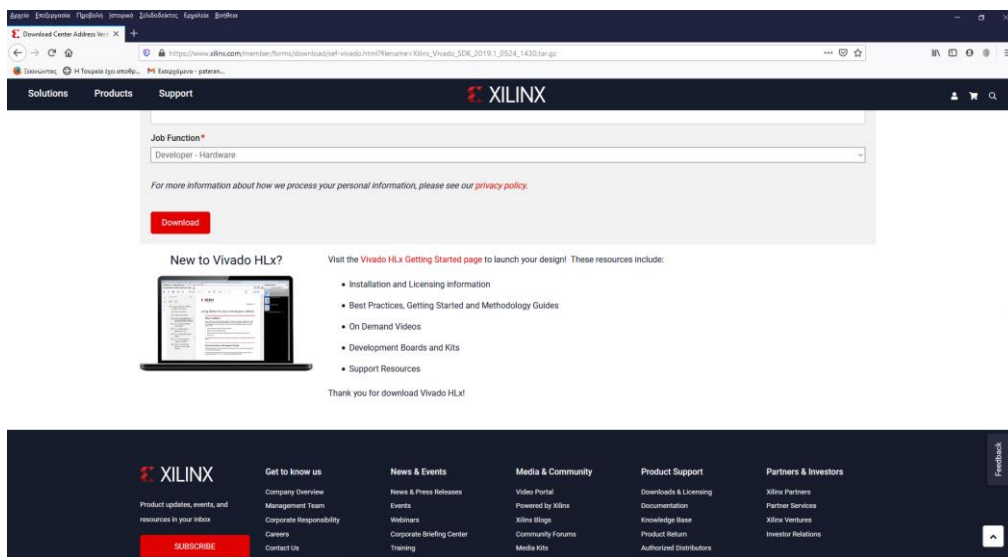 Αρχείο Επεξεργασία Προβολή Ιστορικό Σελιδοδείκτες Εργαλεία Βοήθεια
Download Center Address Veri
https://www.xilinx.com/member/forms/download/xef-vivado.html?filename=Xilinx_Vivado_SDK_2019.1_0524_1430.tar.gz
Ξεκινώντας Η Τουρκία έχει αποθρ... Εισερχόμενα - pateran...
Solutions Products Support XILINX
Job Function*
Developer - Hardware
For more information about how we process your personal information, please see our privacy policy.
Download
New to Vivado HLx?
Visit the Vivado HLx Getting Started page to launch your design! These resources include:
• Installation and Licensing information
• Best Practices, Getting Started and Methodology Guides
• On Demand Videos
• Development Boards and Kits
• Support Resources
Thank you for download Vivado HLx!
Feedback
XILINX
Product updates, events, and
resources in your inbox
SUBSCRIBE
Get to know us
Company Overview
Management Team
Corporate Responsibility
Careers
Contact Us
News & Events
News & Press Releases
Events
Webinars
Corporate Briefing Center
Training
Media & Community
Video Portal
Powered by Xilinx
Xilinx Blogs
Community Forums
Media Kits
Product Support
Downloads & Licensing
Documentation
Knowledge Base
Product Return
Authorized Distributors
Partners & Investors
Xilinx Partners
Partner Services
Xilinx Ventures
Investor Relations